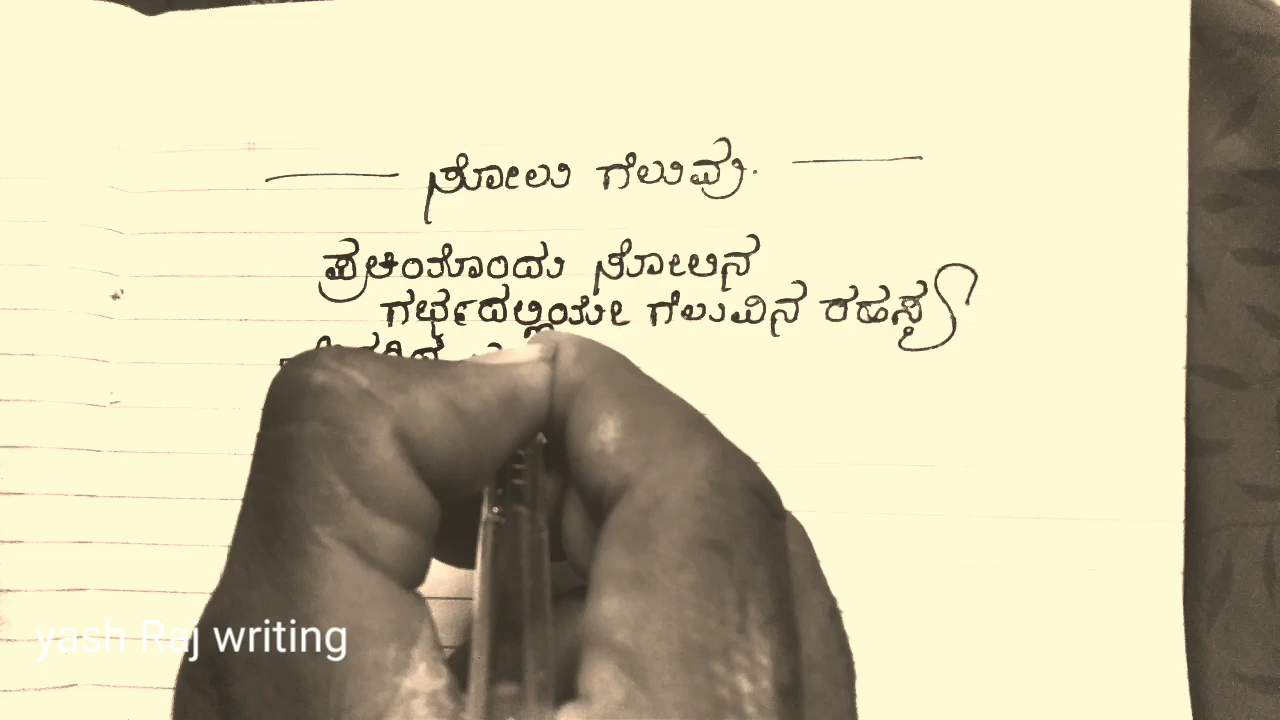 ಸೋಲು ಗೆಲುವು.
ಪ್ರತಿಯೊಂದು ಸೋಲಿನ
ಗರ್ಭದಲ್ಲಿಯೇ ಗೆಲುವಿನ ರಹಸ್ಯ
yash Raj writing